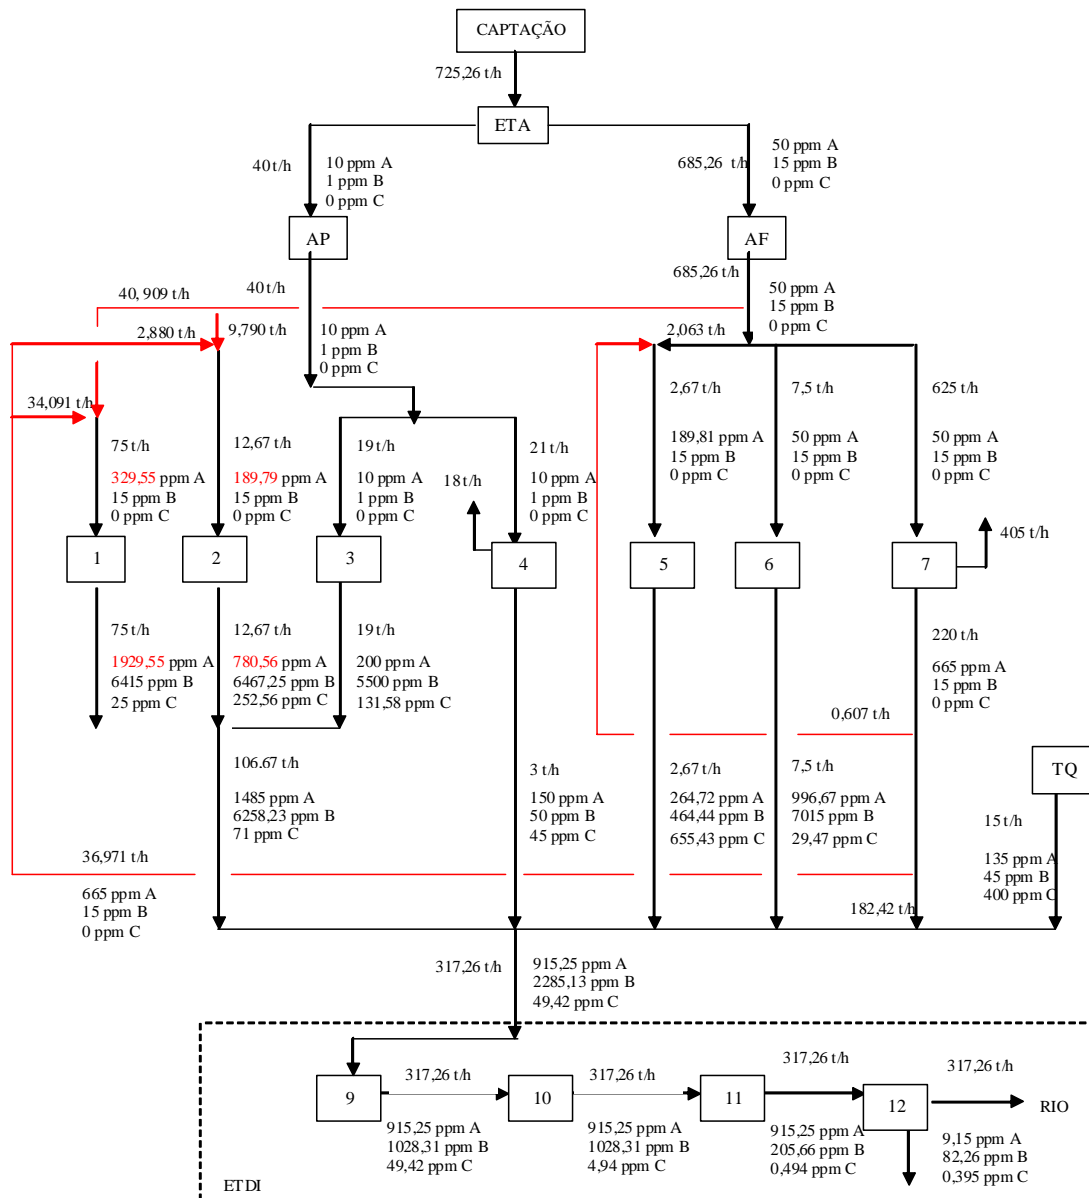 CAPTAÇÃO
725,26 t/h
ETA
40 t/h
10 ppm A
1 ppm B
0 ppm C
685,26 t/h
50 ppm A
15 ppm B
0 ppm C
AP
AF
685,26 t/h
50 ppm A
15 ppm B
0 ppm C
40, 909 t/h
40 t/h
2,880 t/h
9,790 t/h
10 ppm A
1 ppm B
0 ppm C
2,063 t/h
34,091 t/h
75 t/h
329,55 ppm A
15 ppm B
0 ppm C
12,67 t/h
189,79 ppm A
15 ppm B
0 ppm C
19 t/h
10 ppm A
1 ppm B
0 ppm C
21 t/h
10 ppm A
1 ppm B
0 ppm C
18 t/h
2,67 t/h
189,81 ppm A
15 ppm B
0 ppm C
7,5 t/h
50 ppm A
15 ppm B
0 ppm C
625 t/h
50 ppm A
15 ppm B
0 ppm C
405 t/h
1
2
3
4
5
6
7
75 t/h
1929,55 ppm A
6415 ppm B
25 ppm C
12,67 t/h
780,56 ppm A
6467,25 ppm B
252,56 ppm C
19 t/h
200 ppm A
5500 ppm B
131,58 ppm C
220 t/h
665 ppm A
15 ppm B
0 ppm C
0,607 t/h
TQ
106.67 t/h
1485 ppm A
6258,23 ppm B
71 ppm C
3 t/h
150 ppm A
50 ppm B
45 ppm C
2,67 t/h
264,72 ppm A
464,44 ppm B
655,43 ppm C
7,5 t/h
996,67 ppm A
7015 ppm B
29,47 ppm C
15 t/h
135 ppm A
45 ppm B
400 ppm C
36,971 t/h
665 ppm A
15 ppm B
0 ppm C
182,42 t/h
317,26 t/h
915,25 ppm A
2285,13 ppm B
49,42 ppm C
9
317,26 t/h
10
317,26 t/h
11
317,26 t/h
12
317,26 t/h
RIO
915,25 ppm A
1028,31 ppm B
49,42 ppm C
915,25 ppm A
1028,31 ppm B
4,94 ppm C
915,25 ppm A
205,66 ppm B
0,494 ppm C
9,15 ppm A
82,26 ppm B
0,395 ppm C
ETDI